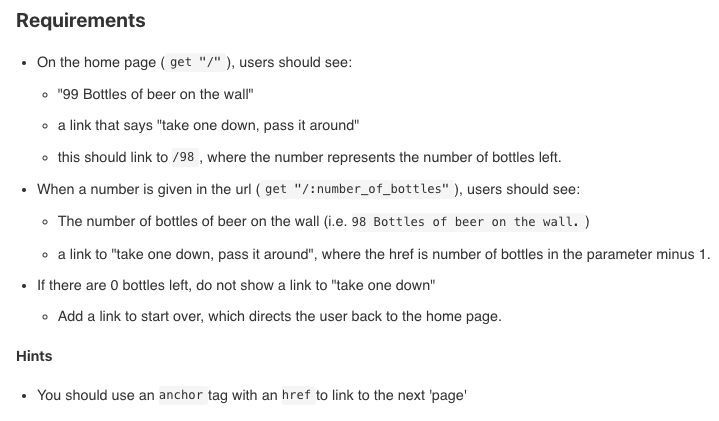 Requirements
On the home page ( get "/" ), users should see:
"99 Bottles of beer on the wall"
a link that says "take one down, pass it around"
this should link to /98 , where the number represents the number of bottles left.
When a number is given in the url ( get "/:number_of_bottles" ), users should see:
The number of bottles of beer on the wall (i.e. 98 Bottles of beer on the wall. )
a link to "take one down, pass it around", where the href is number of bottles in the parameter minus 1.
If there are 0 bottles left, do not show a link to "take one down"
Add a link to start over, which directs the user back to the home page.
Hints
You should use an anchor tag with an href to link to the next 'page'